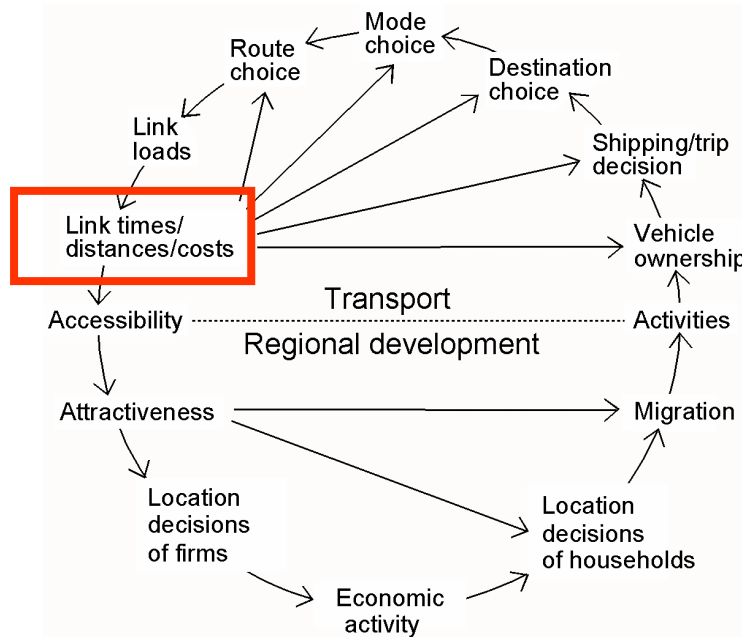 Mode
choice
Route
choice
Destination
choice
Link
loads
Shipping/trip
decision
Link times/
distances/costs
Vehicle
ownership
Transport
Accessibility
Activities
Regional development
Attractiveness
Migration
Location
decisions
of firms
Location
decisions
of households
Economic
activity